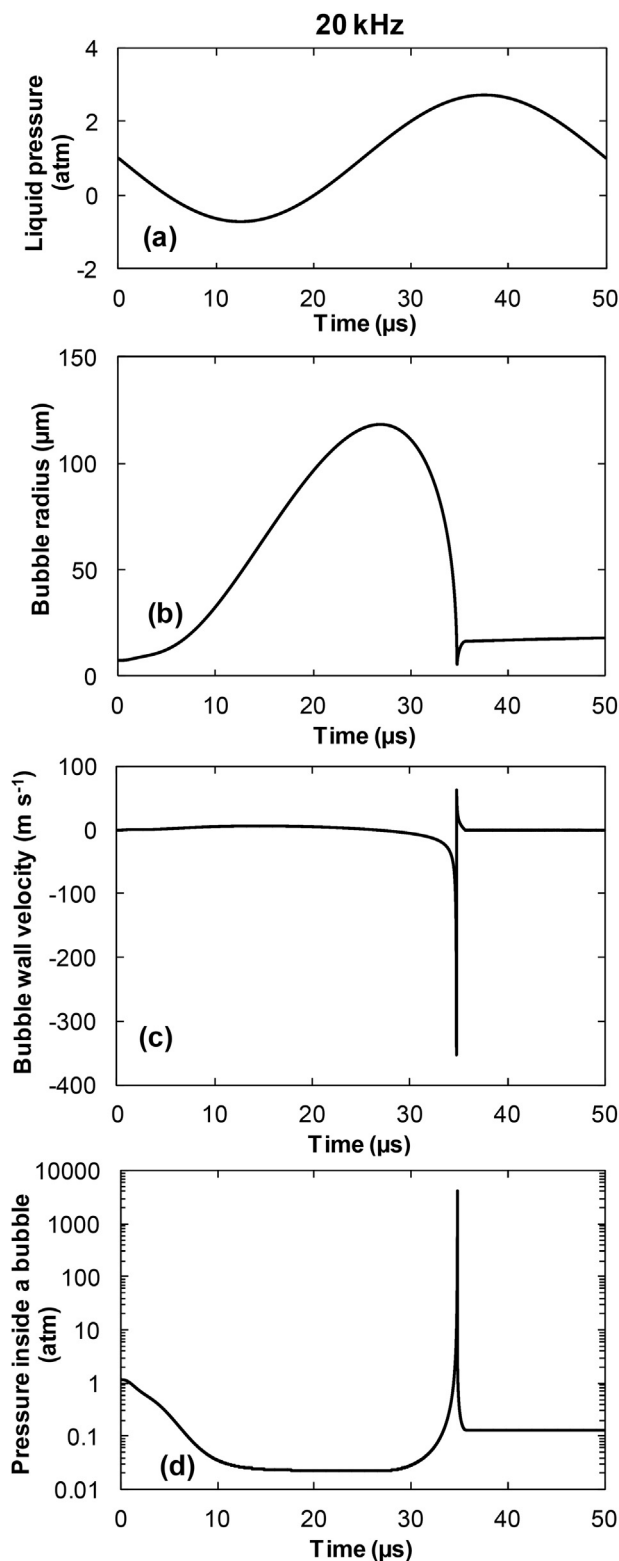 20 kHz
Liquid pressure
(atm)
4
2
0
-2
(a)
0 10 20 30 40 50
Time (μs)
Bubble radius (μm)
150
100
50
0
(b)
0 10 20 30 40 50
Time (μs)
Bubble wall velocity (m s⁻¹)
100
0
-100
-200
-300
-400
(c)
0 10 20 30 40 50
Time (μs)
Pressure inside a bubble
(atm)
10000
1000
100
10
1
0.1
0.01
(d)
0 10 20 30 40 50
Time (μs)